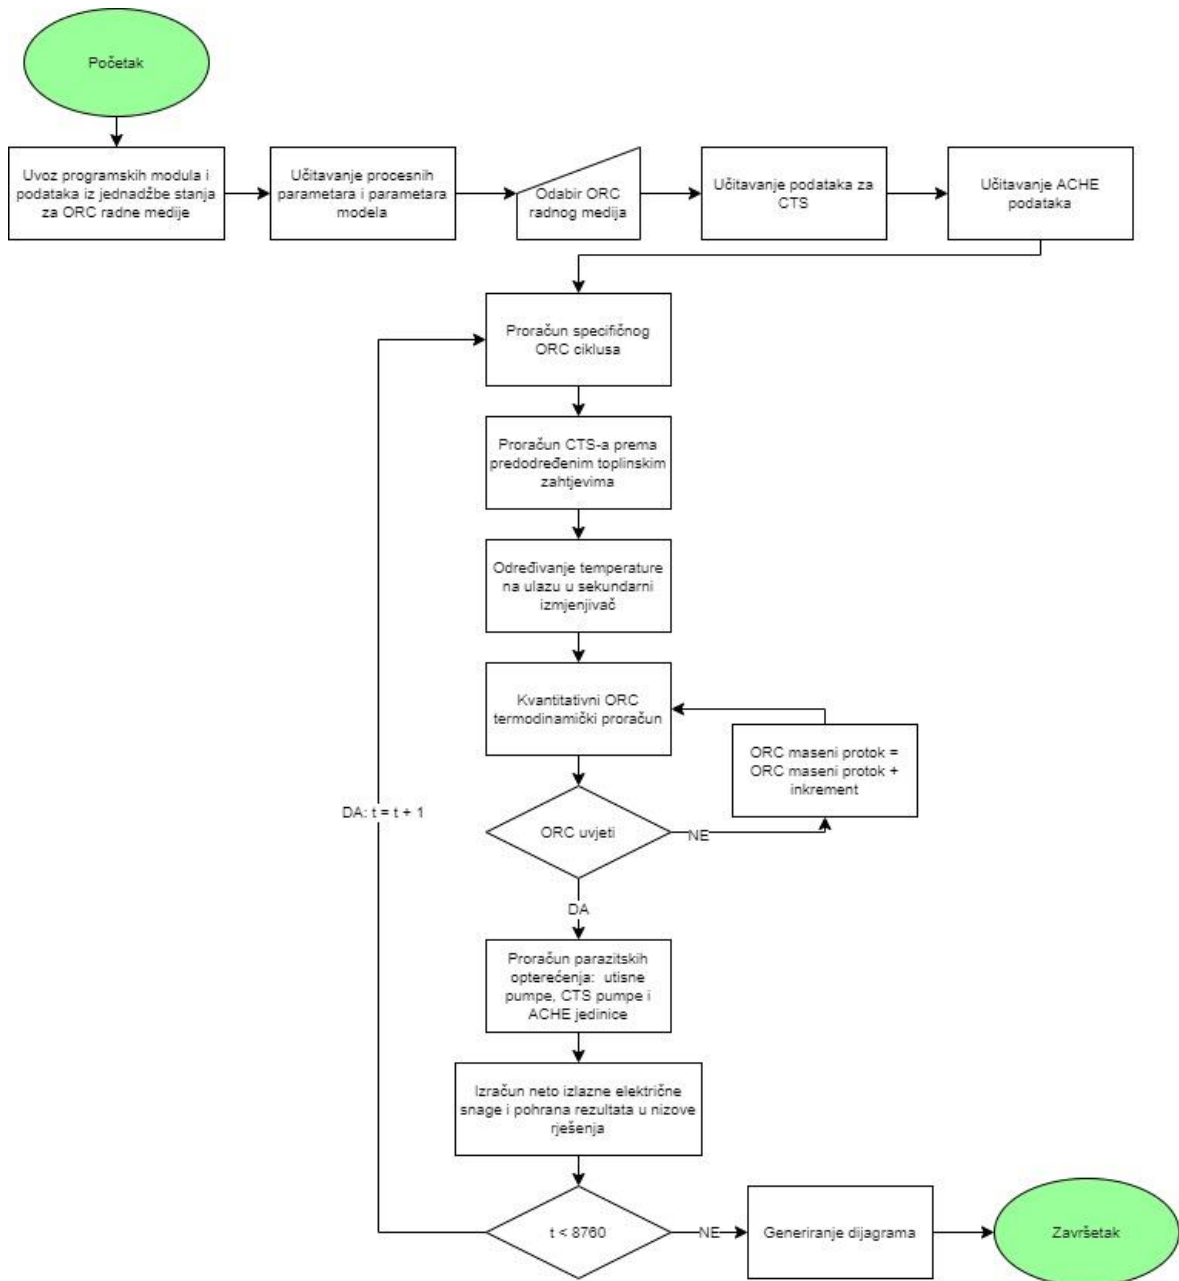 Početak
Uvoz programskih modula i
podataka iz jednadžbe stanja
za ORC radne medije
Učitavanje procesnih
parametara i parametara
modela
Odabir ORC
radnog medija
Učitavanje podataka za
CTS
Učitavanje ACHE
podataka
Proračun specifičnog
ORC ciklusa
Proračun CTS-a prema
predodređenim toplinskim
zahtjevima
Određivanje temperature
na ulazu u sekundarni
izmjenjivač
Kvantitativni ORC
termodinamički proračun
ORC maseni protok =
ORC maseni protok +
inkrement
DA: t = t + 1
ORC uvjeti
NE
DA
Proračun parazitskih
opterećenja: utisne
pumpe, CTS pumpe i
ACHE jedinice
Izračun neto izlazne električne
snage i pohrana rezultata u nizove
rješenja
t < 8760
NE
Generiranje dijagrama
Završetak